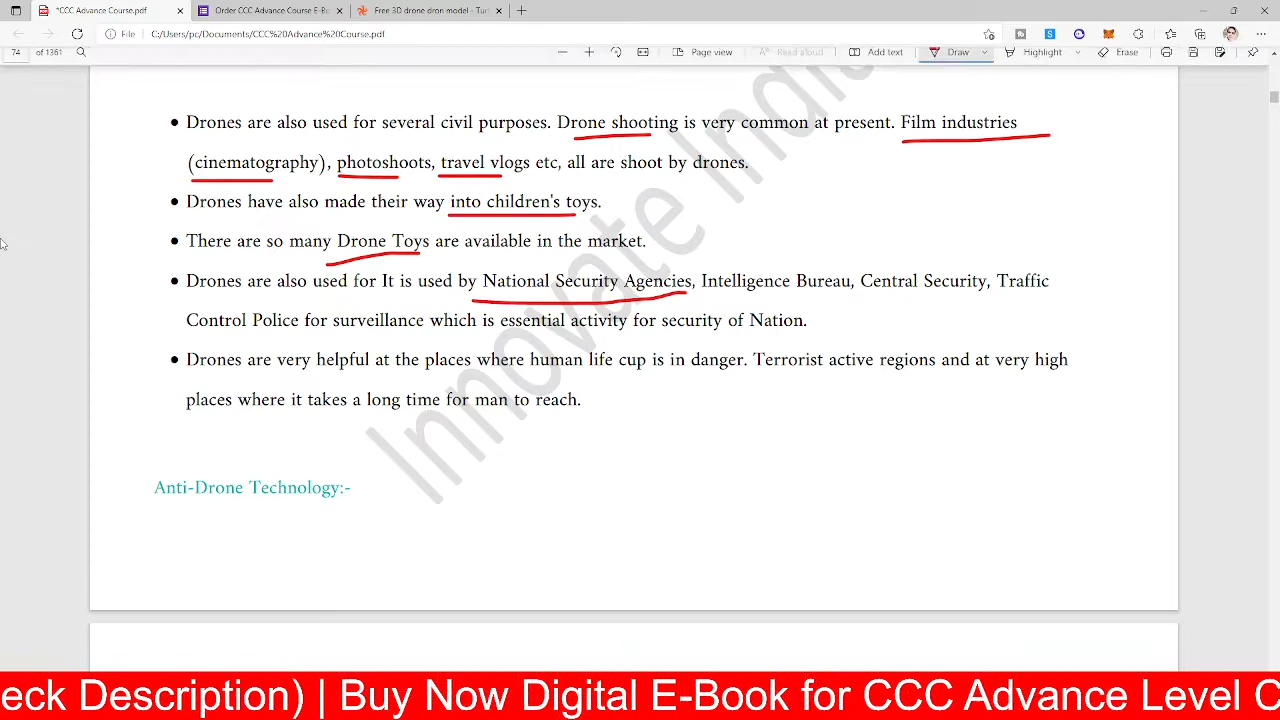 *CCC Advance Course.pdf
Order CCC Advance Course E-Bo
Free 3D drone dron model - Tur
File C:/Users/pc/Documents/CCC%20Advance%20Course.pdf
74 of 1361 Page view Read aloud Add text Draw Highlight Erase
Drones are also used for several civil purposes. Drone shooting is very common at present. Film industries
(cinematography), photoshoots, travel vlogs etc, all are shoot by drones.
Drones have also made their way into children's toys.
There are so many Drone Toys are available in the market.
Drones are also used for It is used by National Security Agencies, Intelligence Bureau, Central Security, Traffic
Control Police for surveillance which is essential activity for security of Nation.
Drones are very helpful at the places where human life cup is in danger. Terrorist active regions and at very high
places where it takes a long time for man to reach.
Anti-Drone Technology:-
Innovate India
eck Description) | Buy Now Digital E-Book for CCC Advance Level C